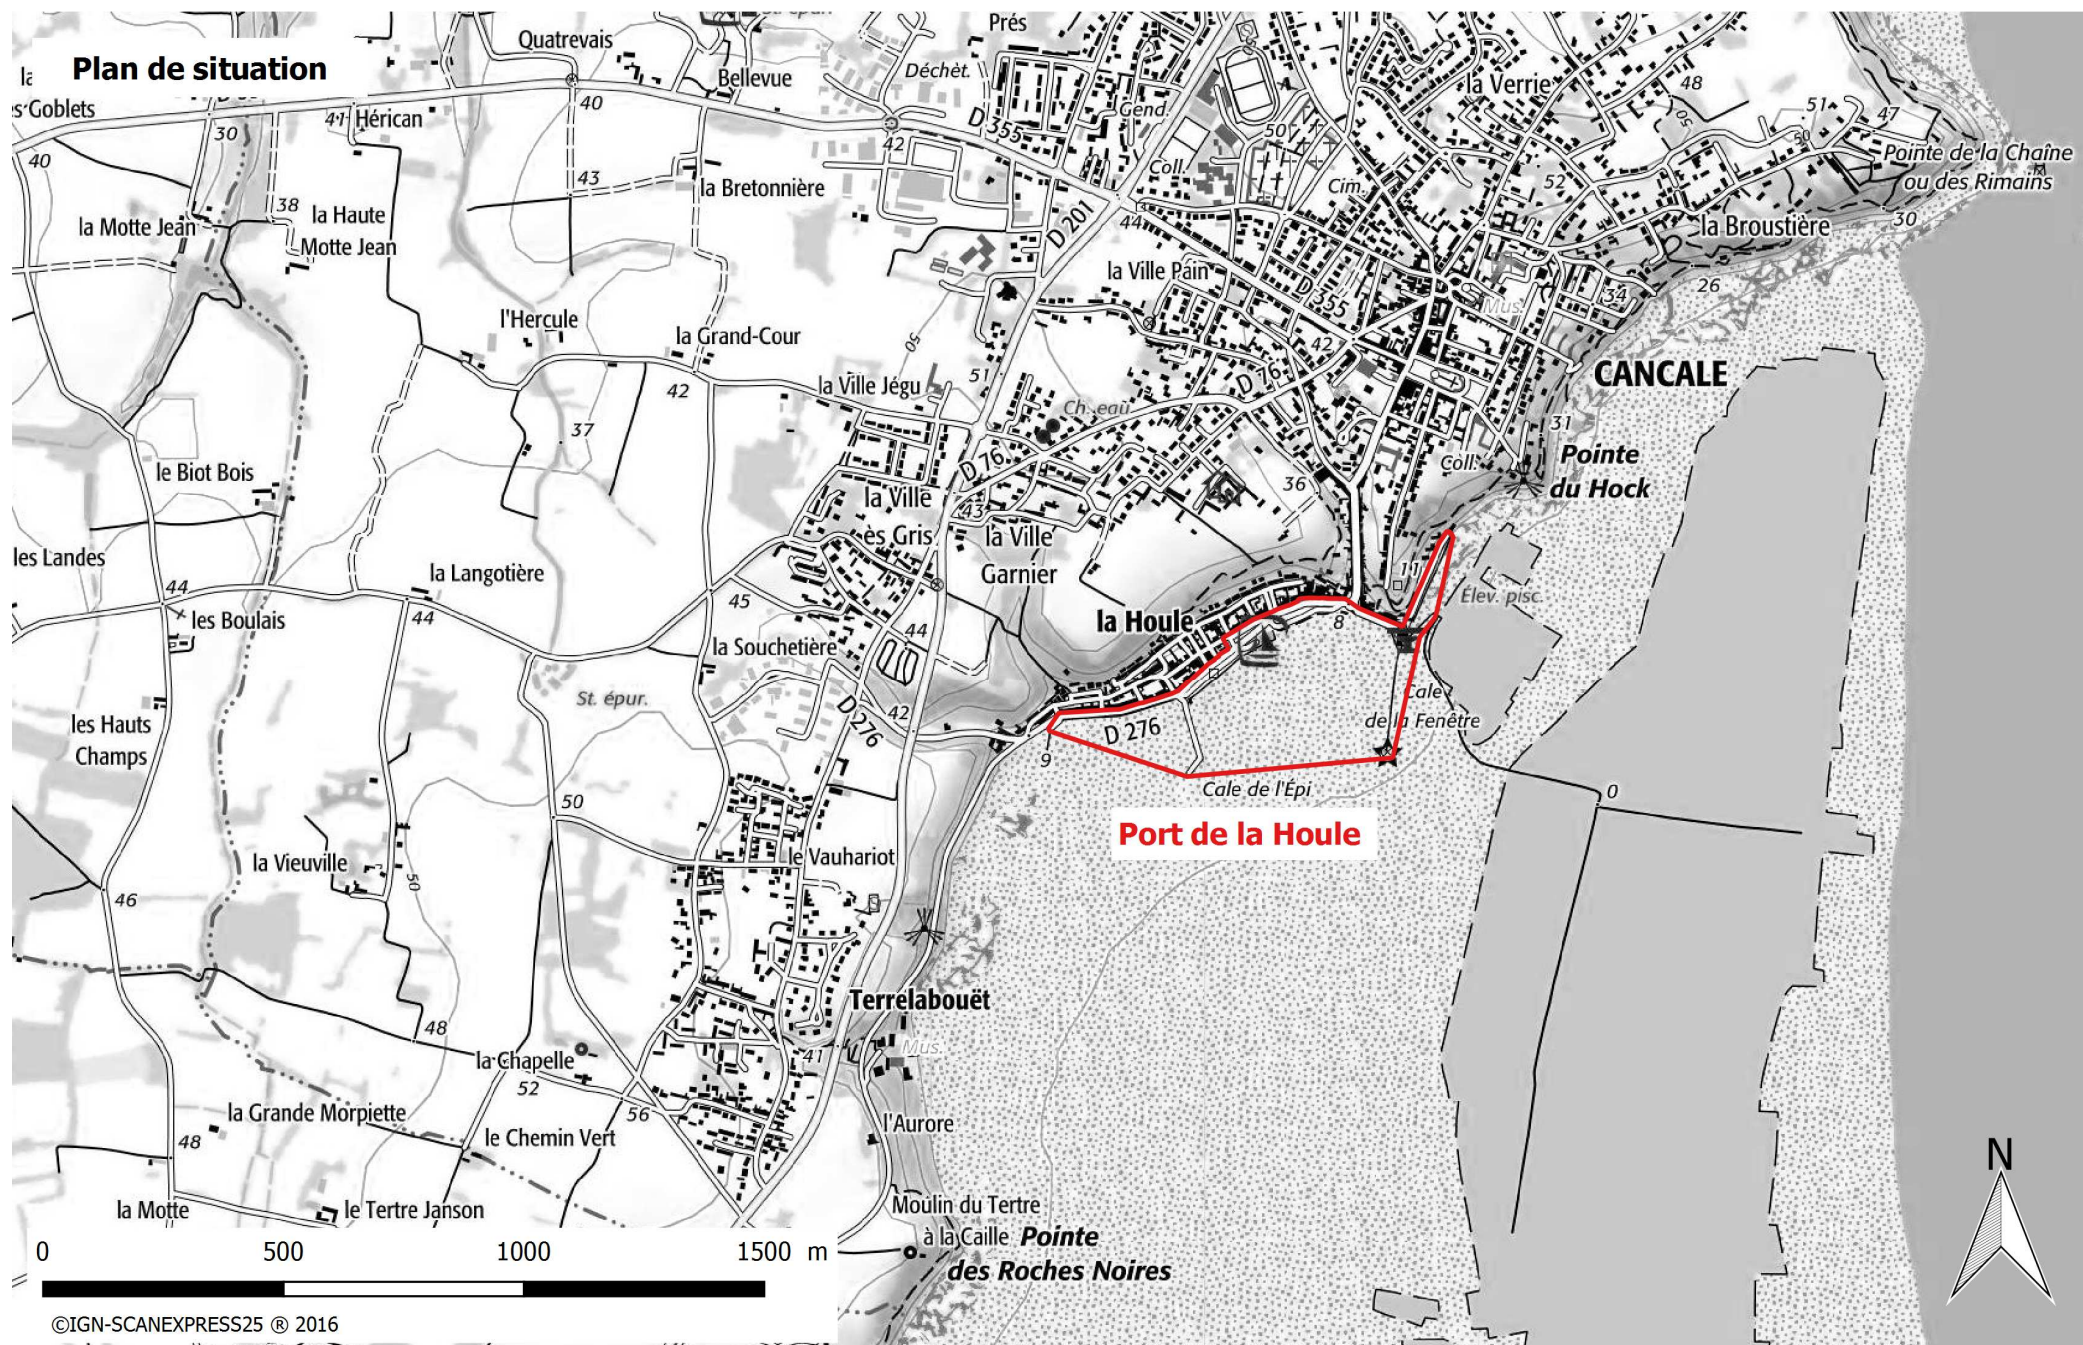 Plan de situation
Quatrevais
Prés
Bellevue
Déchèt.
la Verrie
48
51
47
es Goblets
41
Hérican
40
30
42
D 355
Gend.
50
50
50
40
43
la Bretonnière
Coll.
Cim.
52
Pointe de la Chaîne
ou des Rimains
30
la Motte Jean
38
la Haute
Motte Jean
44
D 201
la Broustière
la Ville Pain
D 355
34
26
Mus.
l'Hercule
la Grand-Cour
50
42
42
51
la Ville Jégu
D 76
CANCALE
Ch. eau
37
31
Pointe
du Hock
le Biot Bois
D 76
Coll.
la Ville
ès Gris
43
36
la Ville
Garnier
les Landes
44
la Langotière
45
11
Élev. pisc.
les Boulais
44
la Houle
8
44
la Souchetière
St. épur.
D 276
42
Cale
de la Fenêtre
D 276
les Hauts
Champs
9
Cale de l'Épi
0
50
Port de la Houle
la Vieuville
50
le Vauhariot
46
Terrelabouët
48
41
Mus.
la Chapelle
52
56
la Grande Morpiette
le Chemin Vert
l'Aurore
48
N
la Motte
le Tertre Janson
Moulin du Tertre
à la Caille
Pointe
des Roches Noires
0 500 1000 1500 m
©IGN-SCANEXPRESS25 ® 2016